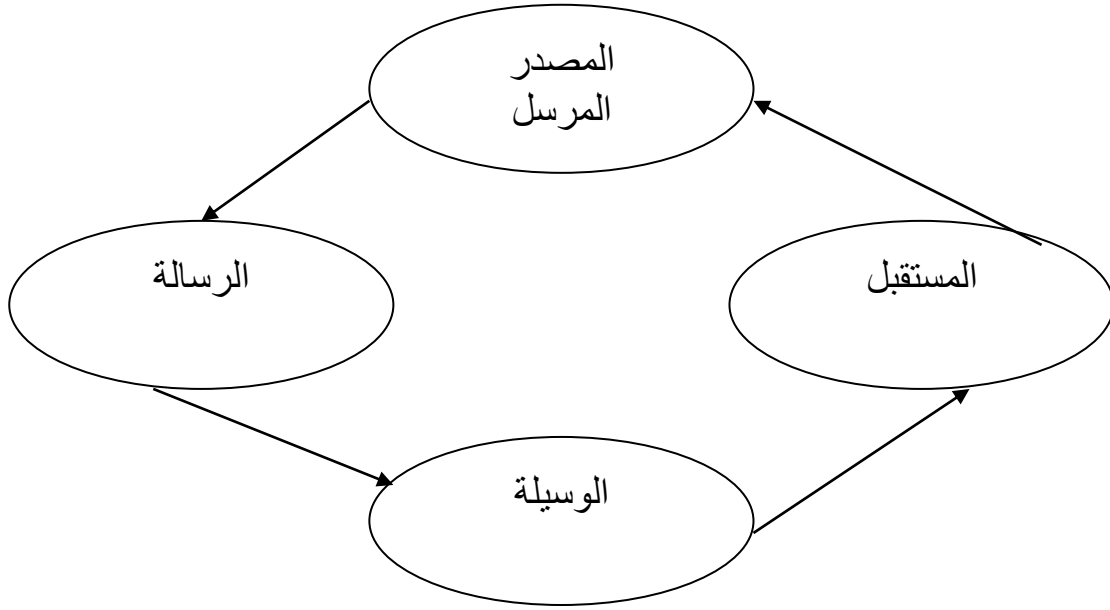 المصدر
المرسل
المستقبل
الرسالة
الوسيلة